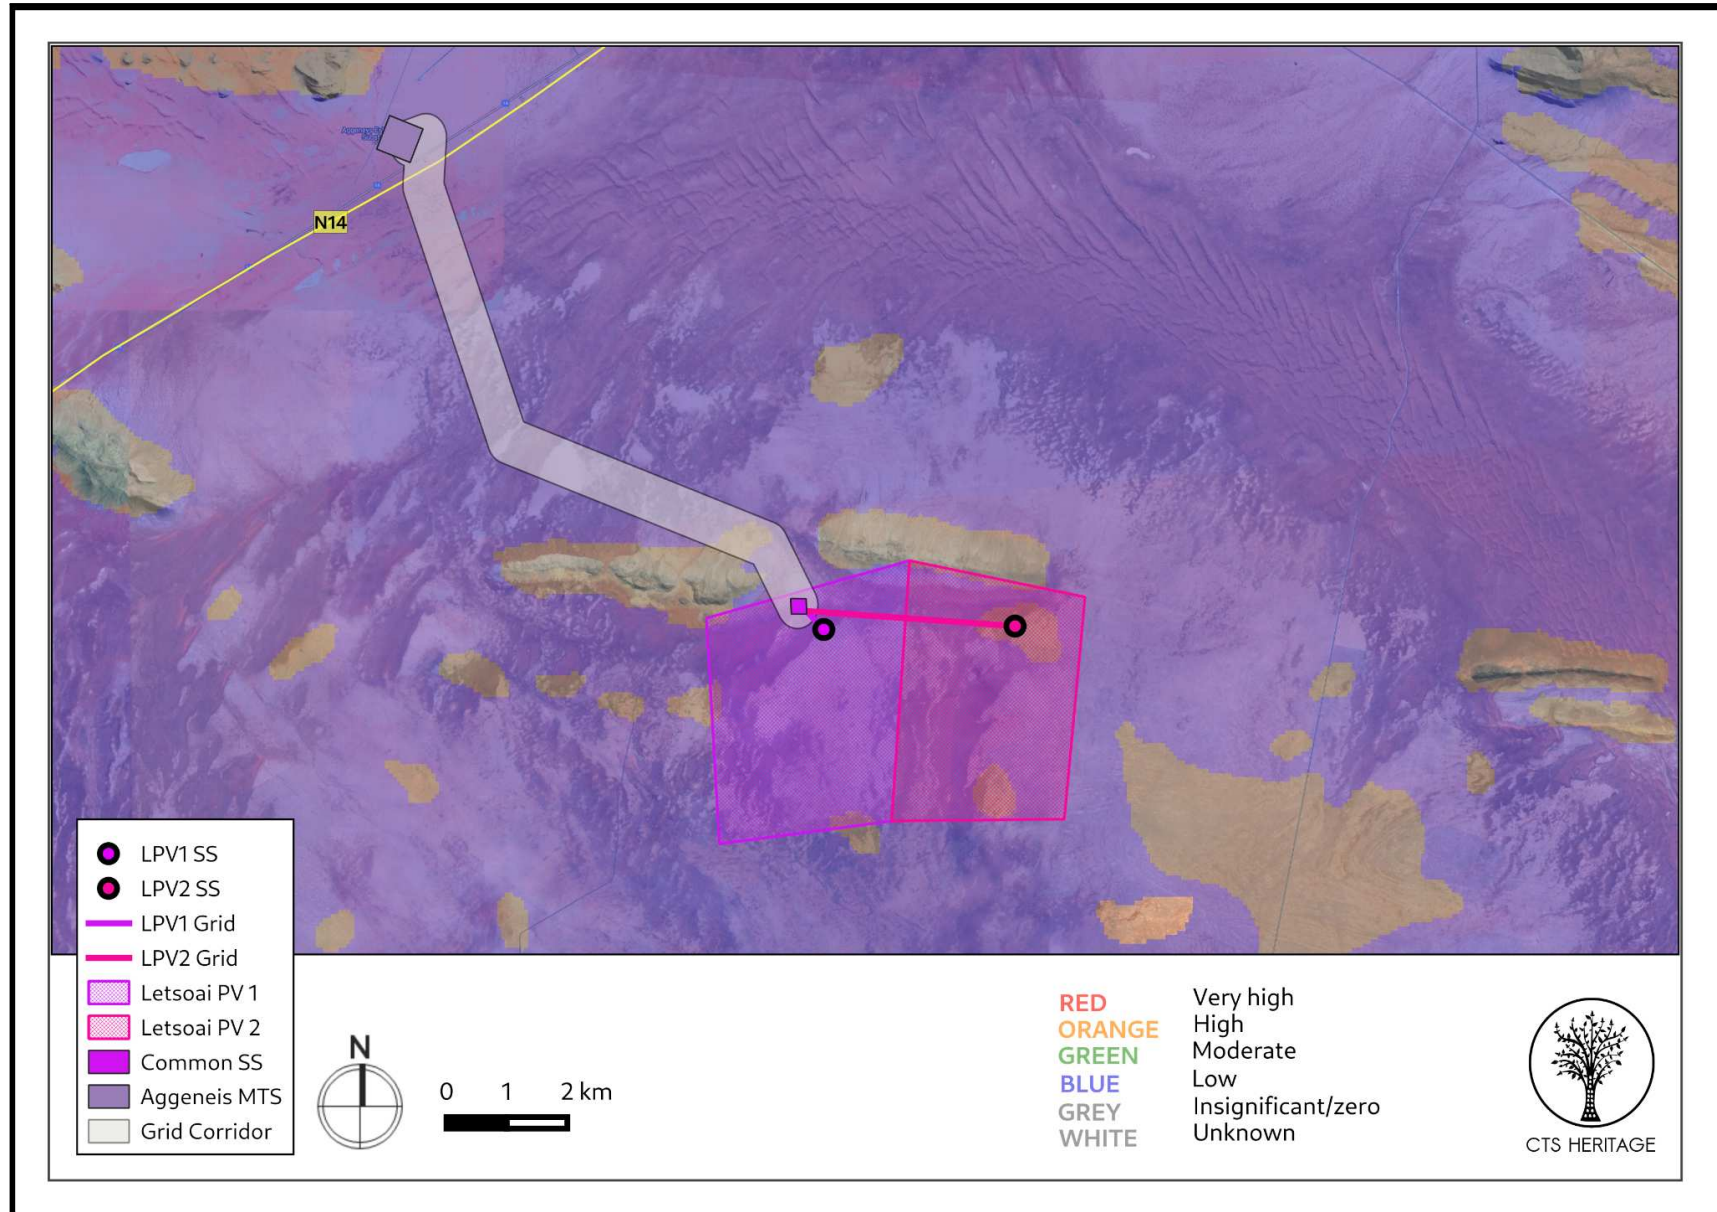 N14
LPV1 SS
LPV2 SS
LPV1 Grid
LPV2 Grid
Letsoai PV 1
Letsoai PV 2
Common SS
Aggeneis MTS
Grid Corridor
N
0 1 2 km
RED Very high
ORANGE High
GREEN Moderate
BLUE Low
GREY Insignificant/zero
WHITE Unknown
CTS HERITAGE